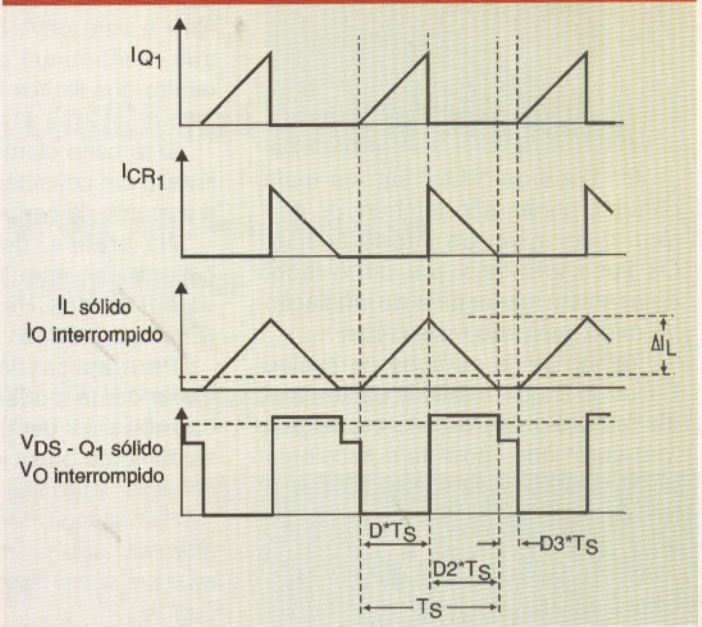 IQ1
ICR1
IL sólido
IO interrompido
ΔIL
VDS - Q1 sólido
VO interrompido
D*TS
D3*TS
D2*TS
TS